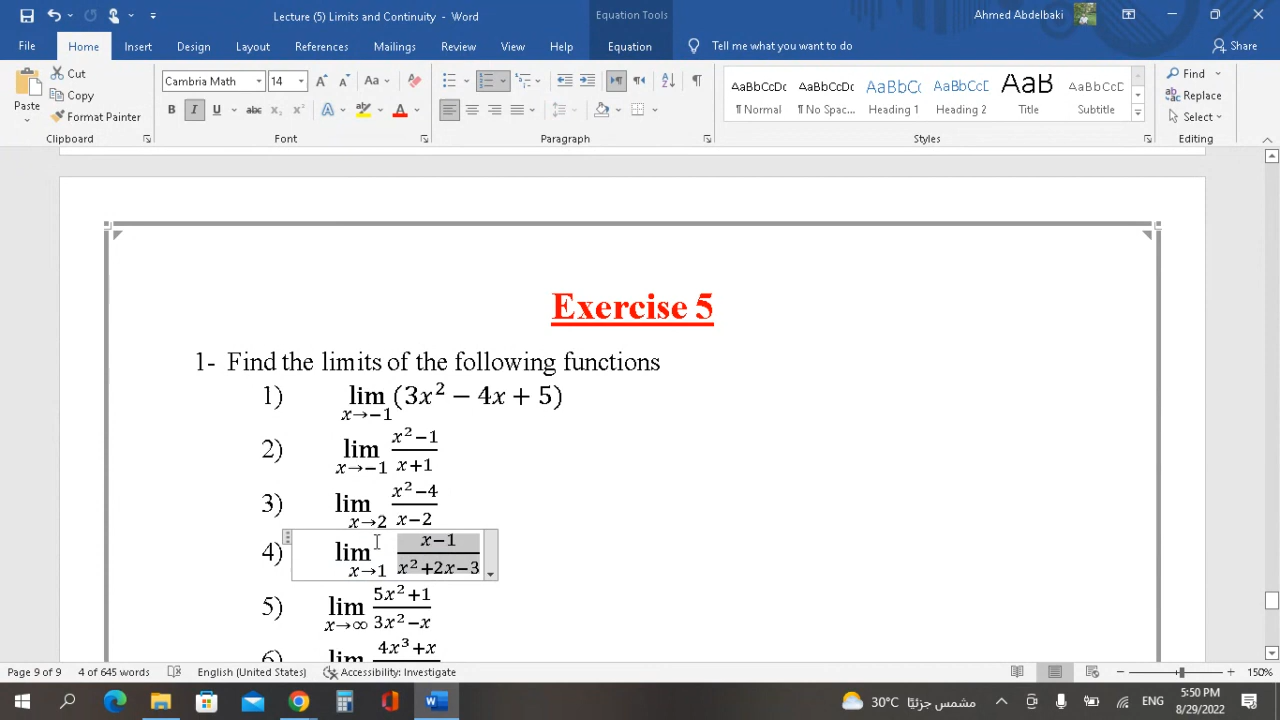 Lecture (5) Limits and Continuity - Word
Equation Tools
Ahmed Abdelbaki
File Home Insert Design Layout References Mailings Review View Help Equation Tell me what you want to do Share
Paste
Cut
Copy
Format Painter
Clipboard
Cambria Math 14
Aa
B I U abc x₂ x² A A
Font
Paragraph
AaBbCcDc AaBbCcDc AaBbCc AaBbCc AaB AaBbCcC
¶ Normal ¶ No Spac... Heading 1 Heading 2 Title Subtitle
Styles
Find
Replace
Select
Editing
Exercise 5
1- Find the limits of the following functions
1) lim x→−1 (3x² − 4x + 5)
2) lim x→−1 (x²−1)/(x+1)
3) lim x→2 (x²−4)/(x−2)
4) lim x→1 (x−1)/(x²+2x−3)
5) lim x→∞ (5x²+1)/(3x²−x)
6) lim 4x³+x
Page 9 of 9 4 of 645 words English (United States) Accessibility: Investigate 150%
30°C مشمس جزئيًا ENG 5:50 PM
8/29/2022